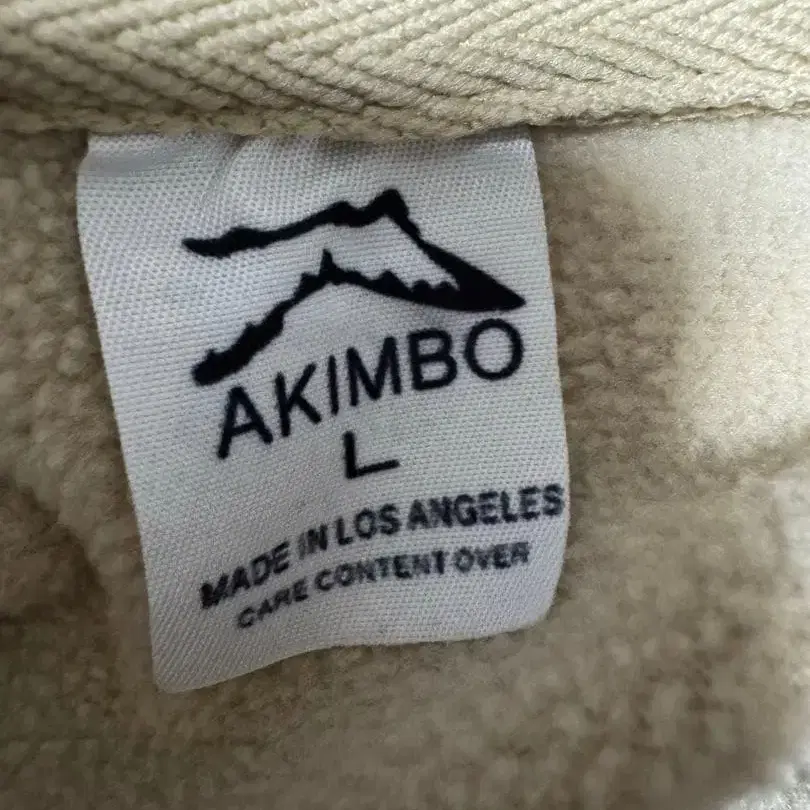 AKIMBO
L
MADE IN LOS ANGELES
CARE CONTENT OVER